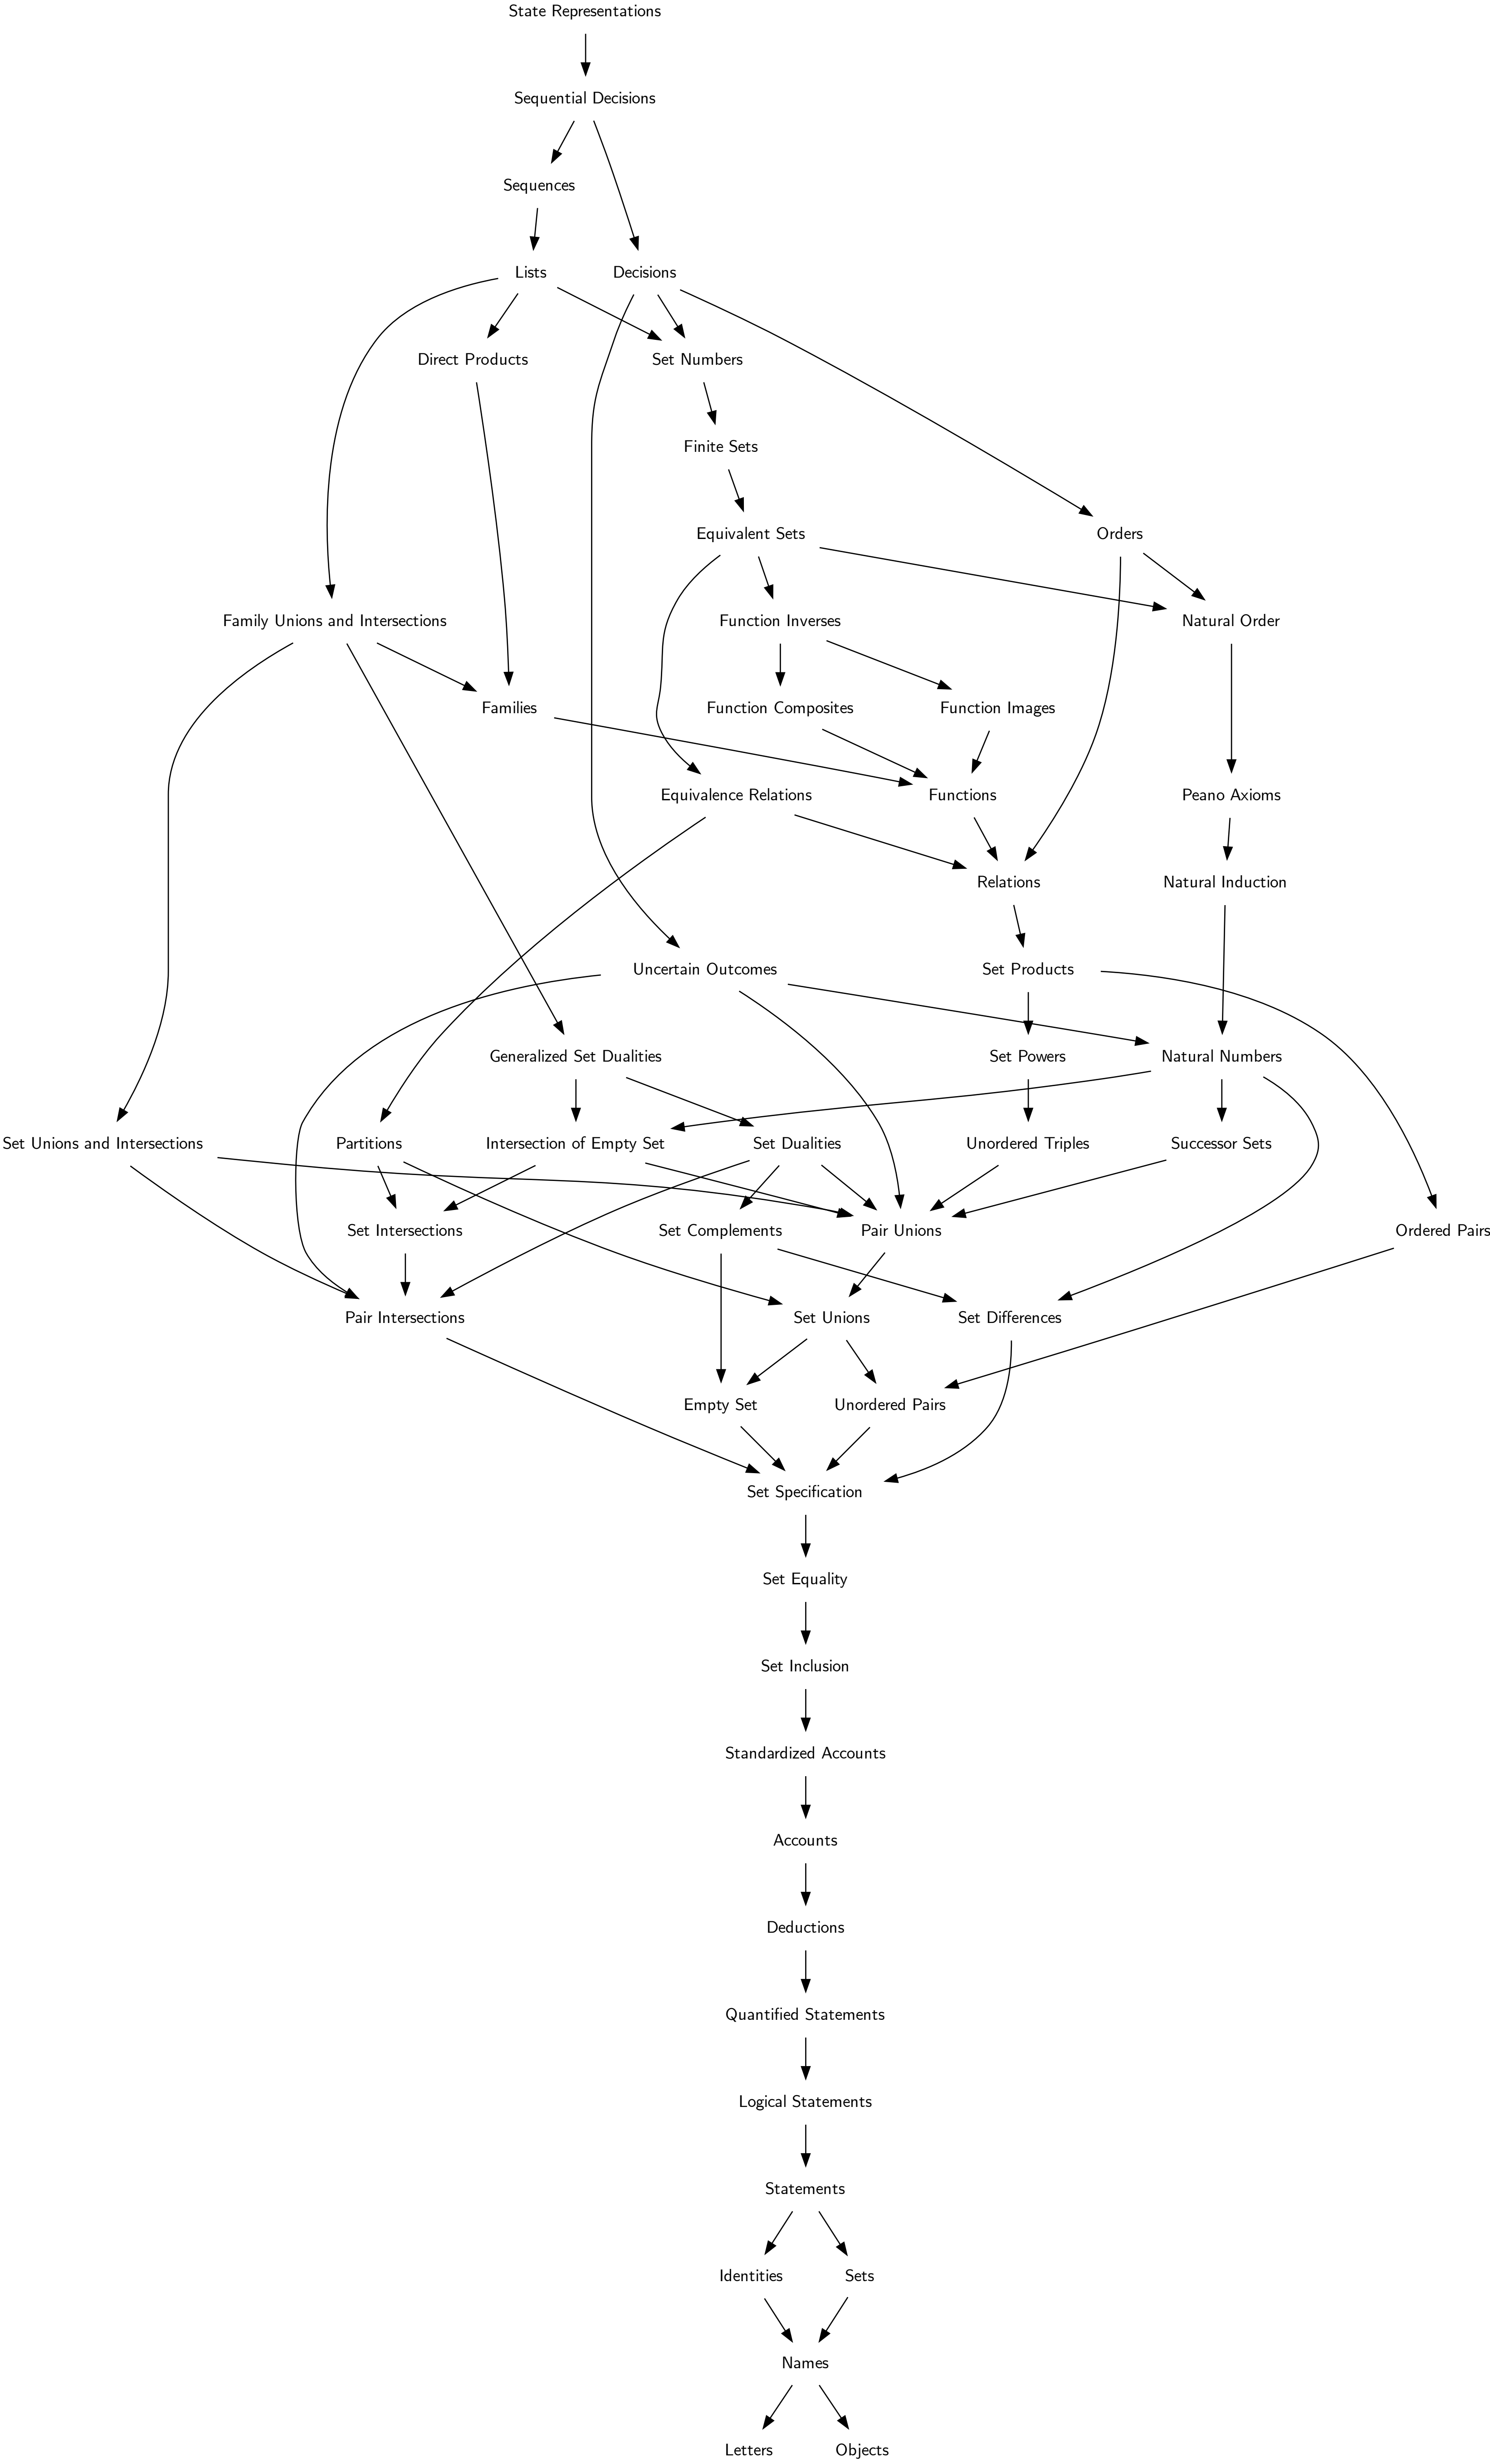 State Representations
Sequential Decisions
Sequences
Lists
Decisions
Direct Products
Set Numbers
Finite Sets
Equivalent Sets
Orders
Family Unions and Intersections
Function Inverses
Natural Order
Families
Function Composites
Function Images
Equivalence Relations
Functions
Peano Axioms
Relations
Natural Induction
Uncertain Outcomes
Set Products
Generalized Set Dualities
Set Powers
Natural Numbers
Set Unions and Intersections
Partitions
Intersection of Empty Set
Set Dualities
Unordered Triples
Successor Sets
Set Intersections
Set Complements
Pair Unions
Ordered Pairs
Pair Intersections
Set Unions
Set Differences
Empty Set
Unordered Pairs
Set Specification
Set Equality
Set Inclusion
Standardized Accounts
Accounts
Deductions
Quantified Statements
Logical Statements
Statements
Identities
Sets
Names
Letters
Objects